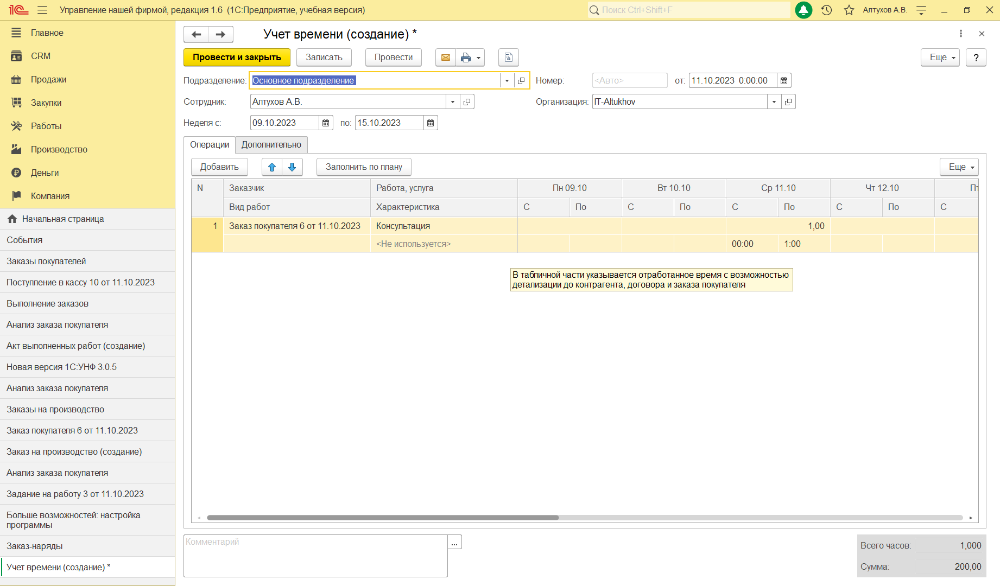 1С Управление нашей фирмой, редакция 1.6 (1С:Предприятие, учебная версия)
Поиск Ctrl+Shift+F
Алтухов А.В.
Главное
CRM
Продажи
Закупки
Работы
Производство
Деньги
Компания
Начальная страница
События
Заказы покупателей
Поступление в кассу 10 от 11.10.2023
Выполнение заказов
Анализ заказа покупателя
Акт выполненных работ (создание)
Новая версия 1С:УНФ 3.0.5
Анализ заказа покупателя
Заказы на производство
Заказ покупателя 6 от 11.10.2023
Заказ на производство (создание)
Анализ заказа покупателя
Задание на работу 3 от 11.10.2023
Больше возможностей: настройка
программы
Заказ-наряды
Учет времени (создание) *
Учет времени (создание) *
Провести и закрыть
Записать
Провести
Еще
?
Подразделение: Основное подразделение
Номер: <Авто> от: 11.10.2023 0:00:00
Сотрудник: Алтухов А.В.
Организация: IT-Altukhov
Неделя с: 09.10.2023 по: 15.10.2023
Операции
Дополнительно
Добавить
Заполнить по плану
Еще
N Заказчик Работа, услуга Пн 09.10 Вт 10.10 Ср 11.10 Чт 12.10 Пт
Вид работ Характеристика С По С По С По С По С
1 Заказ покупателя 6 от 11.10.2023 Консультация 1,00
<Не используется> 00:00 1:00
В табличной части указывается отработанное время с возможностью
детализации до контрагента, договора и заказа покупателя
Комментарий
...
Всего часов: 1,000
Сумма: 200,00